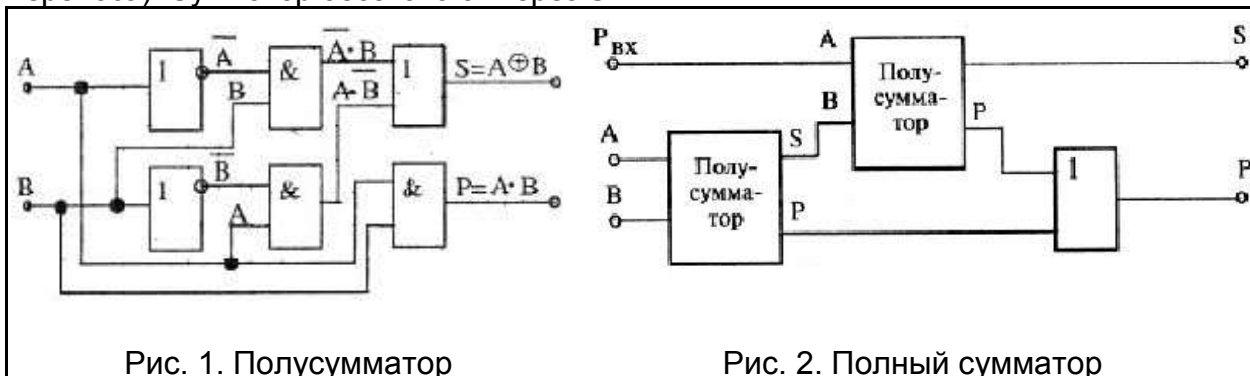 A
1
A̅
B
&
A̅·B
A·B̅
1
S=A⊕B
B
1
B̅
A
&
&
P=A·B
Рис. 1. Полусумматор
Pвх
A
B
Полу-
сумма-
тор
S
P
A
B
Полу-
сумма-
тор
S
P
1
P
Рис. 2. Полный сумматор